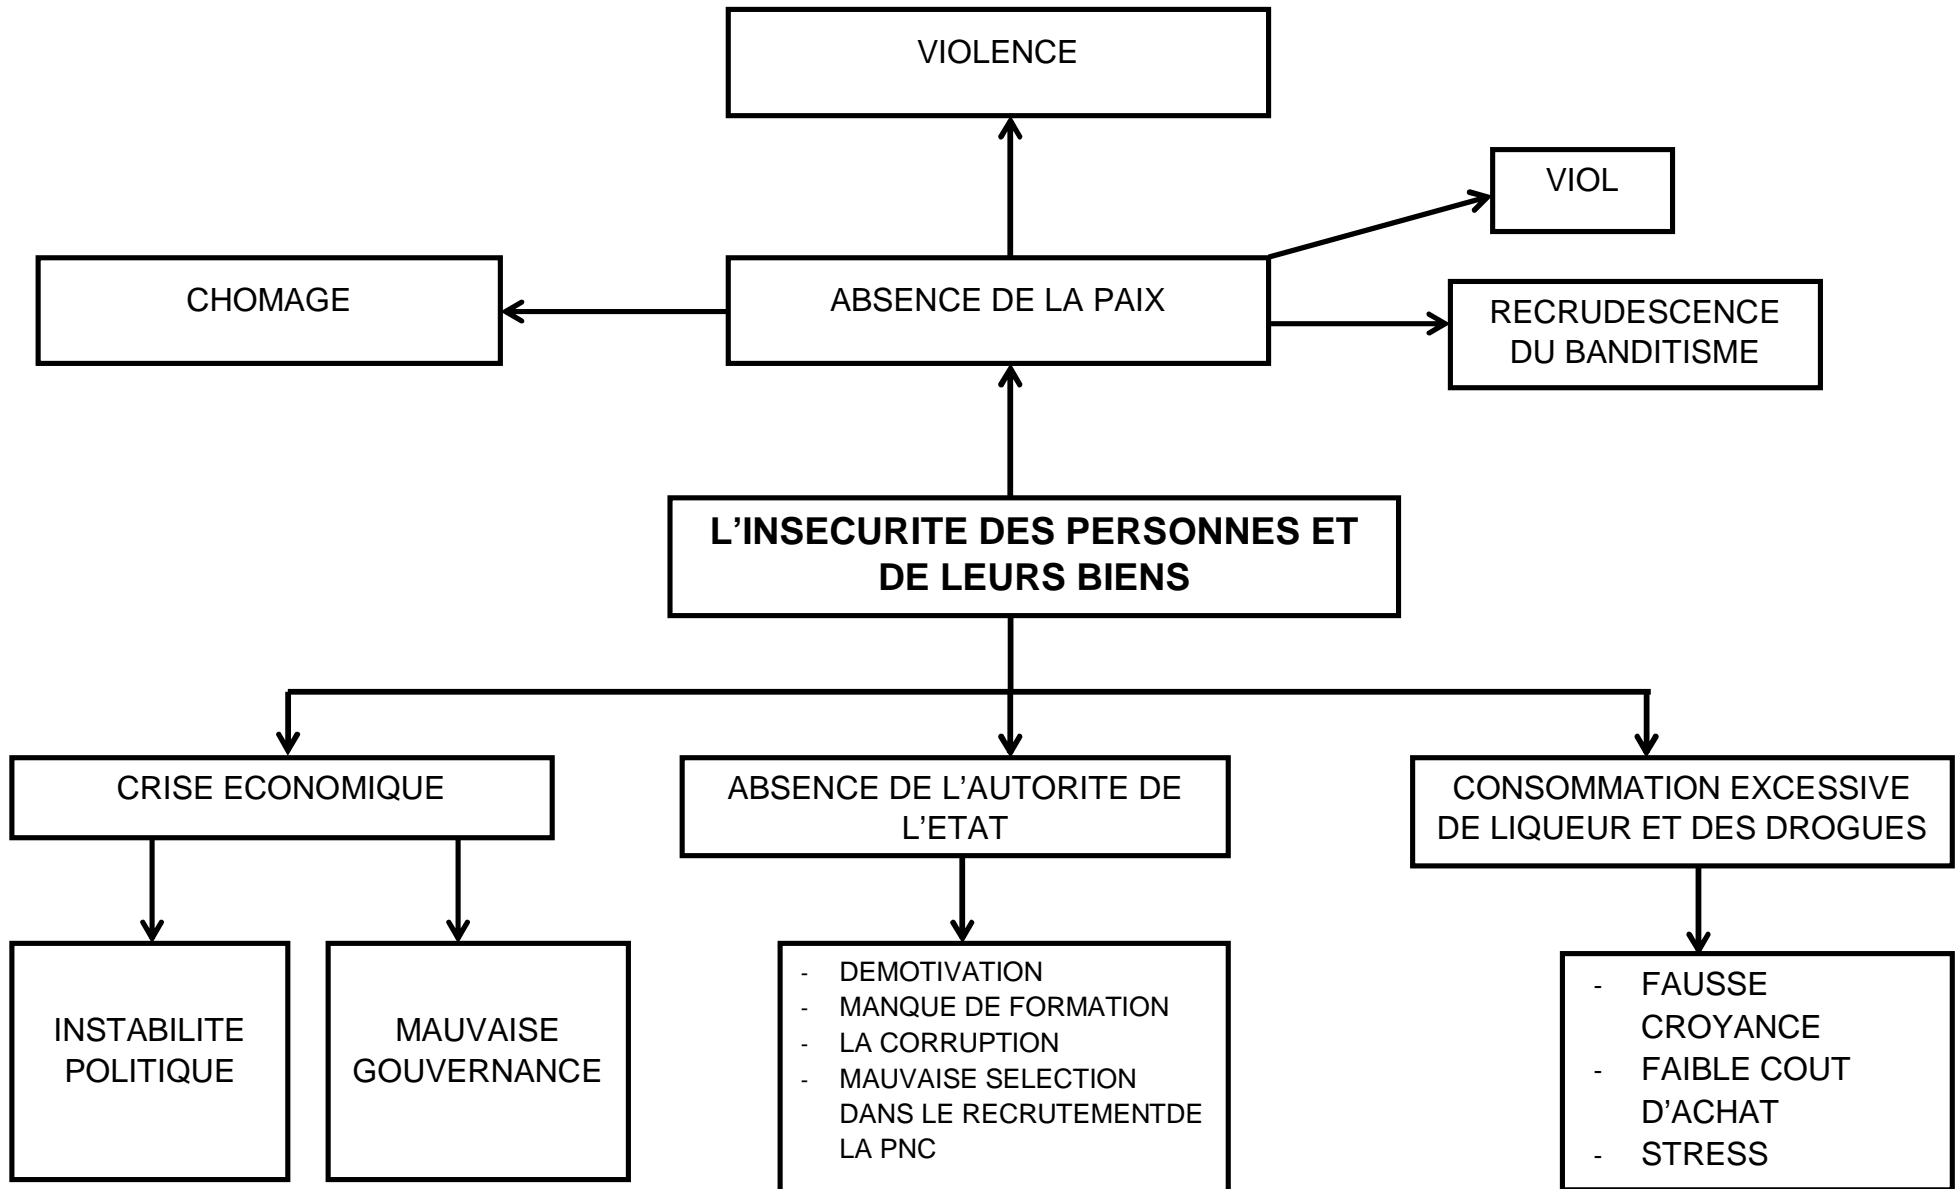 VIOLENCE
VIOL
CHOMAGE
ABSENCE DE LA PAIX
RECRUDESCENCE
DU BANDITISME
L’INSECURITE DES PERSONNES ET
DE LEURS BIENS
CRISE ECONOMIQUE
ABSENCE DE L’AUTORITE DE
L’ETAT
CONSOMMATION EXCESSIVE
DE LIQUEUR ET DES DROGUES
INSTABILITE
POLITIQUE
MAUVAISE
GOUVERNANCE
- DEMOTIVATION
- MANQUE DE FORMATION
- LA CORRUPTION
- MAUVAISE SELECTION
DANS LE RECRUTEMENTDE
LA PNC
- FAUSSE
CROYANCE
- FAIBLE COUT
D’ACHAT
- STRESS